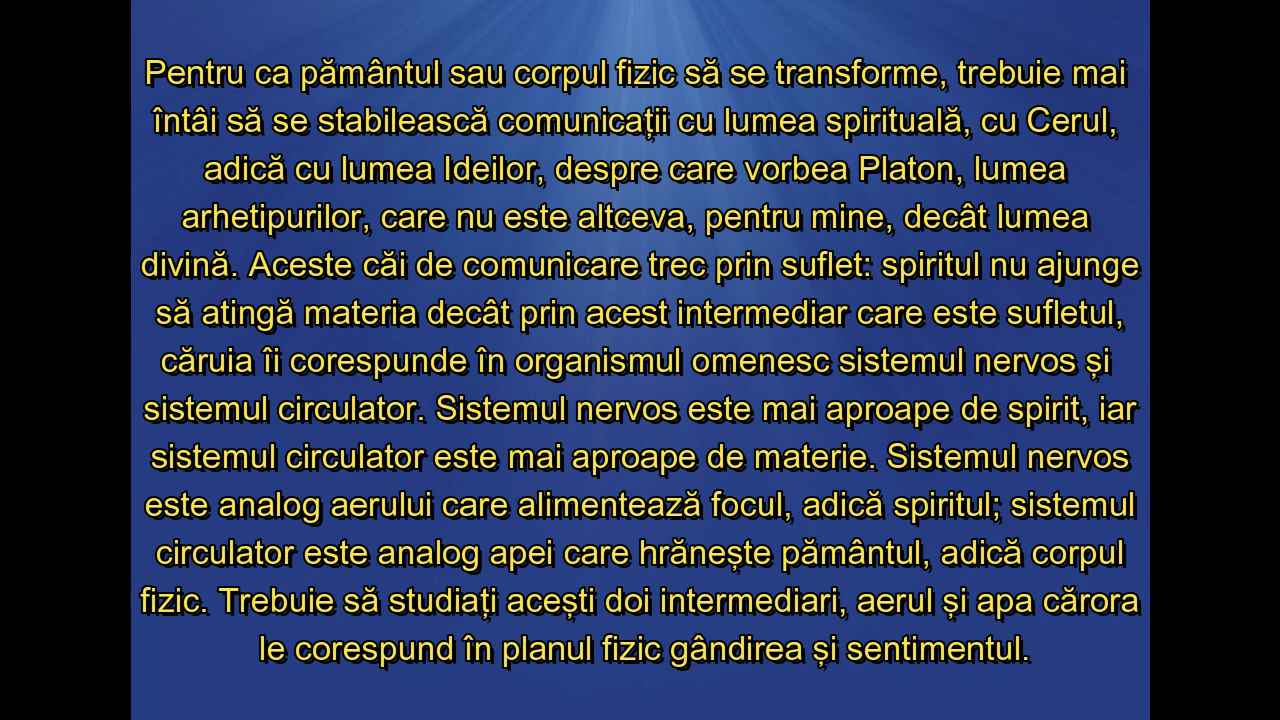 Pentru ca pământul sau corpul fizic să se transforme, trebuie mai
întâi să se stabilească comunicații cu lumea spirituală, cu Cerul,
adică cu lumea Ideilor, despre care vorbea Platon, lumea
arhetipurilor, care nu este altceva, pentru mine, decât lumea
divină. Aceste căi de comunicare trec prin suflet: spiritul nu ajunge
să atingă materia decât prin acest intermediar care este sufletul,
căruia îi corespunde în organismul omenesc sistemul nervos și
sistemul circulator. Sistemul nervos este mai aproape de spirit, iar
sistemul circulator este mai aproape de materie. Sistemul nervos
este analog aerului care alimentează focul, adică spiritul; sistemul
circulator este analog apei care hrănește pământul, adică corpul
fizic. Trebuie să studiați acești doi intermediari, aerul și apa cărora
le corespund în planul fizic gândirea și sentimentul.